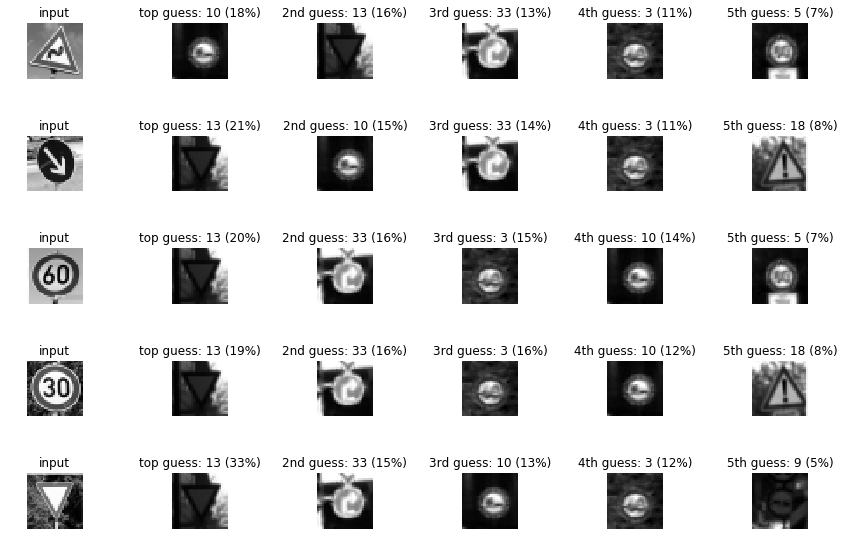 input top guess: 10 (18%) 2nd guess: 13 (16%) 3rd guess: 33 (13%) 4th guess: 3 (11%) 5th guess: 5 (7%)
input top guess: 13 (21%) 2nd guess: 10 (15%) 3rd guess: 33 (14%) 4th guess: 3 (11%) 5th guess: 18 (8%)
input top guess: 13 (20%) 2nd guess: 33 (16%) 3rd guess: 3 (15%) 4th guess: 10 (14%) 5th guess: 5 (7%)
60
input top guess: 13 (19%) 2nd guess: 33 (16%) 3rd guess: 3 (16%) 4th guess: 10 (12%) 5th guess: 18 (8%)
30
input top guess: 13 (33%) 2nd guess: 33 (15%) 3rd guess: 10 (13%) 4th guess: 3 (12%) 5th guess: 9 (5%)